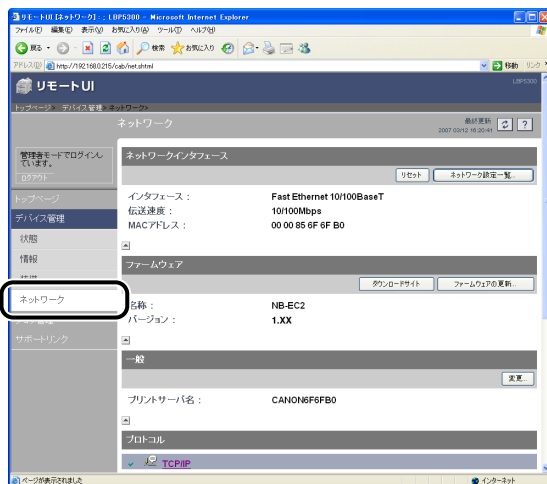 リモートUI [ネットワーク] : ; LBP5300 - Microsoft Internet Explorer
ファイル(F) 編集(E) 表示(V) お気に入り(A) ツール(T) ヘルプ(H)
戻る 検索 お気に入り
アドレス(D) http://192.168.0.215/cab/net.shtml 移動 リンク
リモートUI LBP5300
トップページ> デバイス管理> ネットワーク>
ネットワーク 最終更新
2007 03/12 16:20:41 ?
管理者モードでログインしています。
ログアウト
トップページ
デバイス管理
状態
情報
ネットワーク
サポートリンク
ネットワークインタフェース
リセット ネットワーク設定一覧...
インタフェース : Fast Ethernet 10/100BaseT
伝送速度 : 10/100Mbps
MACアドレス : 00 00 85 6F 6F B0
ファームウェア
ダウンロードサイト ファームウェアの更新...
名称 : NB-EC2
バージョン : 1.XX
一般
変更...
プリントサーバ名 : CANON6F6FB0
プロトコル
TCP/IP
ページが表示されました インターネット